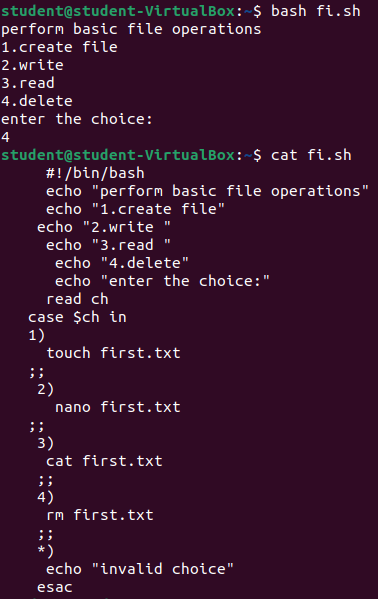 student@student-VirtualBox:~$ bash fi.sh
perform basic file operations
1.create file
2.write
3.read
4.delete
enter the choice:
4
student@student-VirtualBox:~$ cat fi.sh
#!/bin/bash
echo "perform basic file operations"
echo "1.create file"
echo "2.write "
echo "3.read "
echo "4.delete"
echo "enter the choice:"
read ch
case $ch in
1)
touch first.txt
;;
2)
nano first.txt
;;
3)
cat first.txt
;;
4)
rm first.txt
;;
*)
echo "invalid choice"
esac